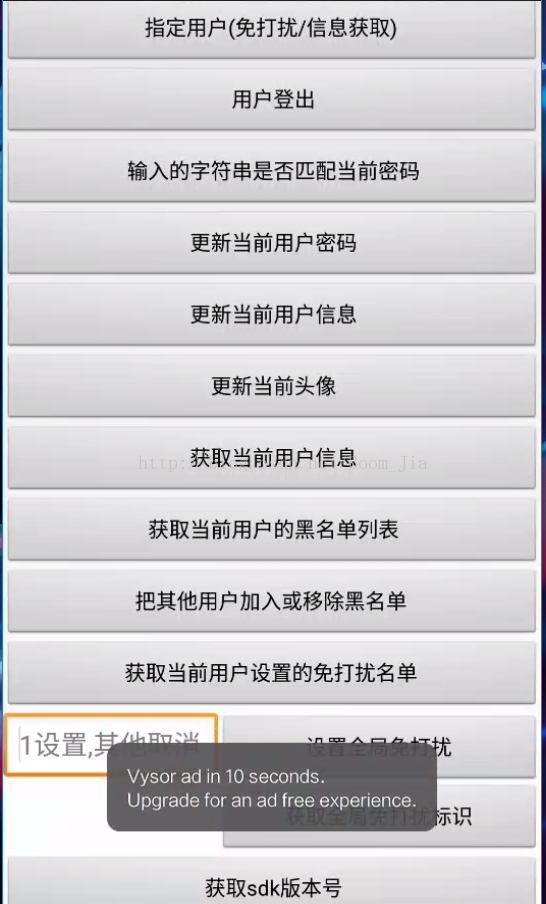 指定用户(免打扰/信息获取)
用户登出
输入的字符串是否匹配当前密码
更新当前用户密码
更新当前用户信息
更新当前头像
获取当前用户信息
获取当前用户的黑名单列表
把其他用户加入或移除黑名单
获取当前用户设置的免打扰名单
1设置,其他取消
设置全局免打扰
Vysor ad in 10 seconds.
Upgrade for an ad free experience.
获取全局免打扰标识
获取sdk版本号